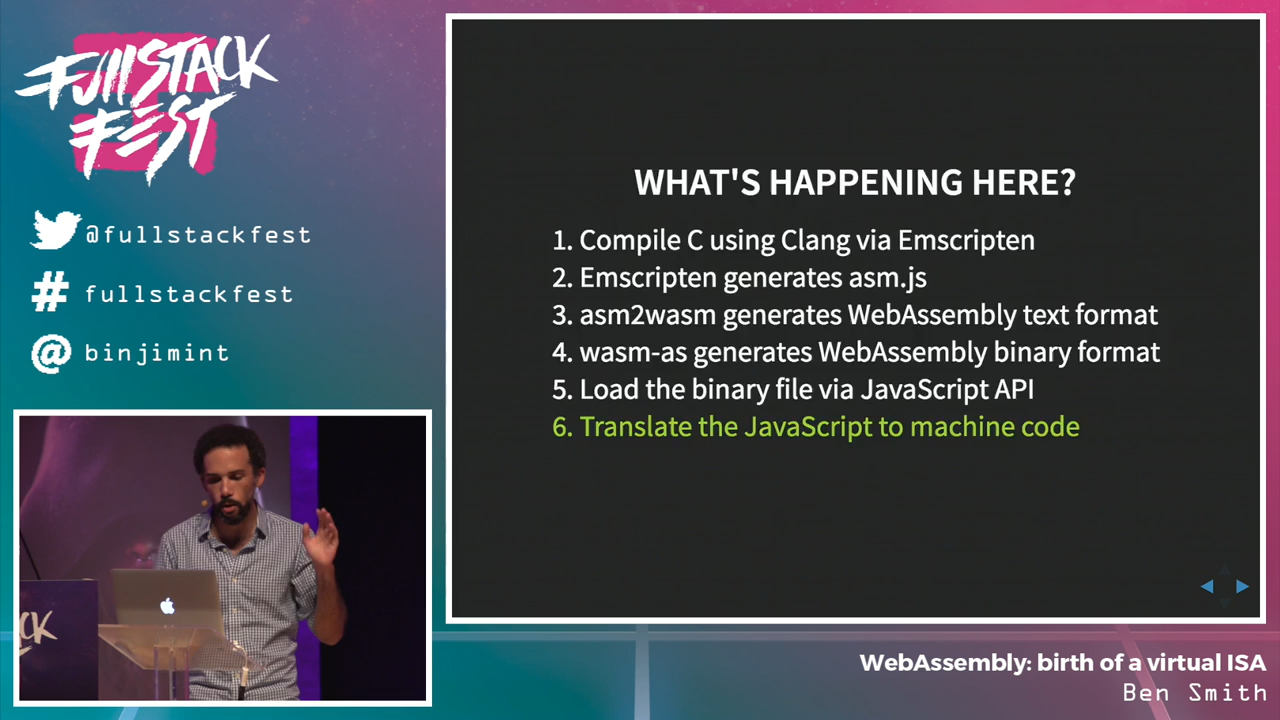 FullSTACK
FEST
@fullstackfest
# fullstackfest
@ binjimint
WHAT'S HAPPENING HERE?
1. Compile C using Clang via Emscripten
2. Emscripten generates asm.js
3. asm2wasm generates WebAssembly text format
4. wasm-as generates WebAssembly binary format
5. Load the binary file via JavaScript API
6. Translate the JavaScript to machine code
CK
WebAssembly: birth of a virtual ISA
Ben Smith